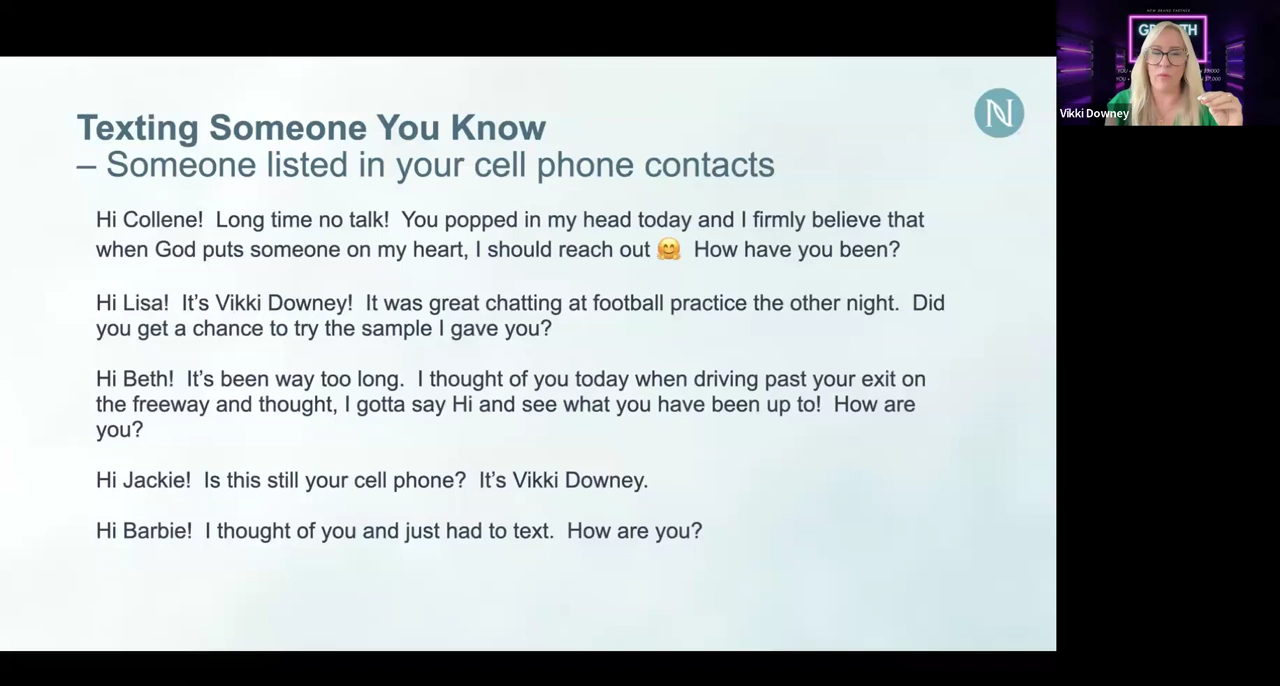 NEW BRAND PARTNER
Texting Someone You Know
– Someone listed in your cell phone contacts
Vikki Downey
Hi Collene!  Long time no talk!  You popped in my head today and I firmly believe that
when God puts someone on my heart, I should reach out 🤗  How have you been?
Hi Lisa!  It’s Vikki Downey!  It was great chatting at football practice the other night.  Did
you get a chance to try the sample I gave you?
Hi Beth!  It’s been way too long.  I thought of you today when driving past your exit on
the freeway and thought, I gotta say Hi and see what you have been up to!  How are
you?
Hi Jackie!  Is this still your cell phone?  It’s Vikki Downey.
Hi Barbie!  I thought of you and just had to text.  How are you?